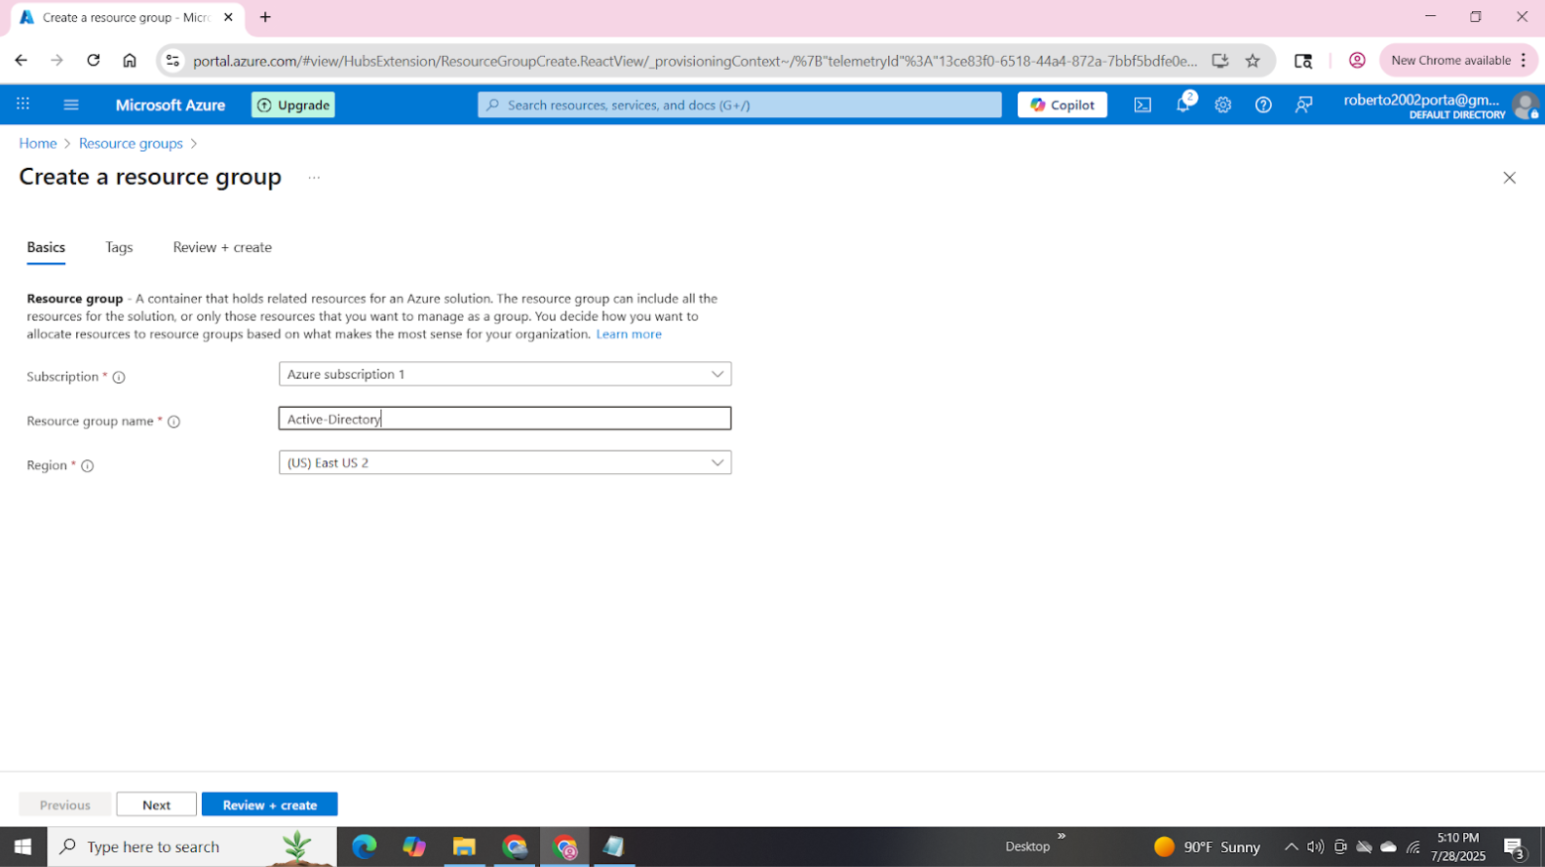 Create a resource group - Micr
New Chrome available
portal.azure.com/#view/HubsExtension/ResourceGroupCreate.ReactView/_provisioningContext~/%7B"telemetryId"%3A"13ce83f0-6518-44a4-872a-7bbf5bdfe0e...
Microsoft Azure
Upgrade
Search resources, services, and docs (G+/)
Copilot
2
roberto2002porta@gm...
DEFAULT DIRECTORY
Home > Resource groups >
Create a resource group ...
Basics
Tags
Review + create
Resource group - A container that holds related resources for an Azure solution. The resource group can include all the
resources for the solution, or only those resources that you want to manage as a group. You decide how you want to
allocate resources to resource groups based on what makes the most sense for your organization. Learn more
Subscription *
Azure subscription 1
Resource group name *
Active-Directory
Region *
(US) East US 2
Previous
Next
Review + create
Type here to search
Desktop
90°F Sunny
5:10 PM
7/28/2025
3